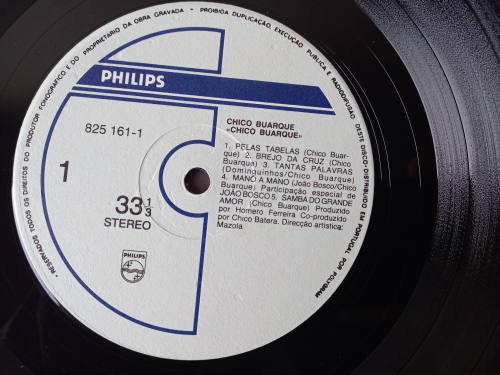 • RESERVADOS TODOS OS DIREITOS DO PRODUTOR FONOGRÁFICO E DO PROPRIETÁRIO DA OBRA GRAVADA • PROIBIDA DUPLICAÇÃO, EXECUÇÃO PÚBLICA E RADIODIFUSÃO DESTE DISCO • DISTRIBUÍDO EM PORTUGAL POR POLYGRAM
PHILIPS
825 161-1
1
33 1/3
STEREO
PHILIPS
CHICO BUARQUE
«CHICO BUARQUE»
1. PELAS TABELAS (Chico Buar-
que) 2. BREJO DA CRUZ (Chico
Buarque) 3. TANTAS PALAVRAS
(Dominguinhos/Chico Buarque)
4. MANO A MANO (João Bosco/Chico
Buarque) Participação especial de
JOÃO BOSCO 5. SAMBA DO GRANDE
AMOR (Chico Buarque) Produzido
por Homero Ferreira Co-produzido
por Chico Batera. Direcção artística:
Mazola